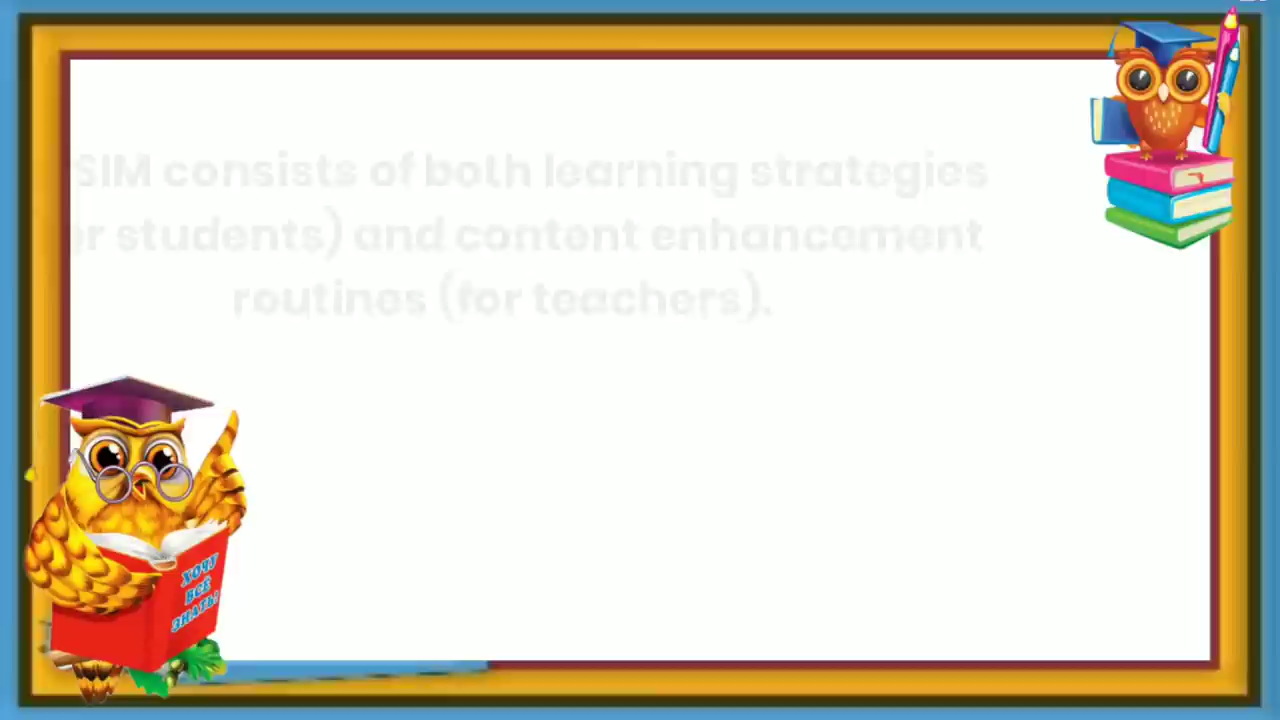 SIM consists of both learning strategies
students) and content enhancement
routines (for teachers).
ХОЧУ
ВСЁ
ЗНАТЬ!